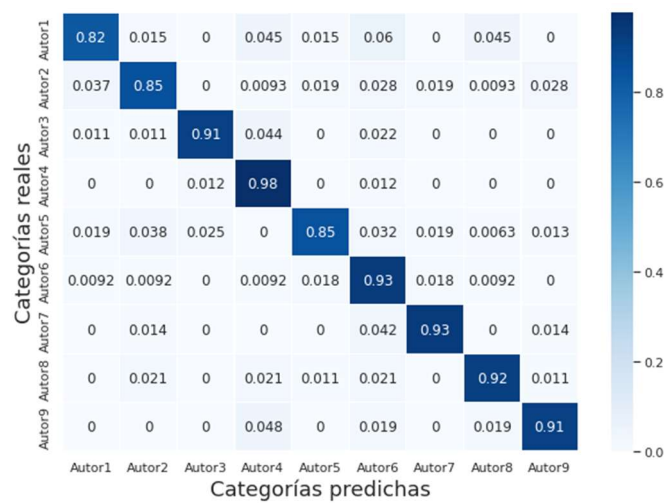 Autor1 0.82 0.015 0 0.045 0.015 0.06 0 0.045 0
Autor2 0.037 0.85 0 0.0093 0.019 0.028 0.019 0.0093 0.028
Autor3 0.011 0.011 0.91 0.044 0 0.022 0 0 0
Autor4 0 0 0.012 0.98 0 0.012 0 0 0
Autor5 0.019 0.038 0.025 0 0.85 0.032 0.019 0.0063 0.013
Autor6 0.0092 0.0092 0 0.0092 0.018 0.93 0.018 0.0092 0
Autor7 0 0.014 0 0 0 0.042 0.93 0 0.014
Autor8 0 0.021 0 0.021 0.011 0.021 0 0.92 0.011
Autor9 0 0 0 0.048 0 0.019 0 0.019 0.91
Autor1 Autor2 Autor3 Autor4 Autor5 Autor6 Autor7 Autor8 Autor9
Categorías predichas
Categorías reales
0.8
0.6
0.4
0.2
0.0